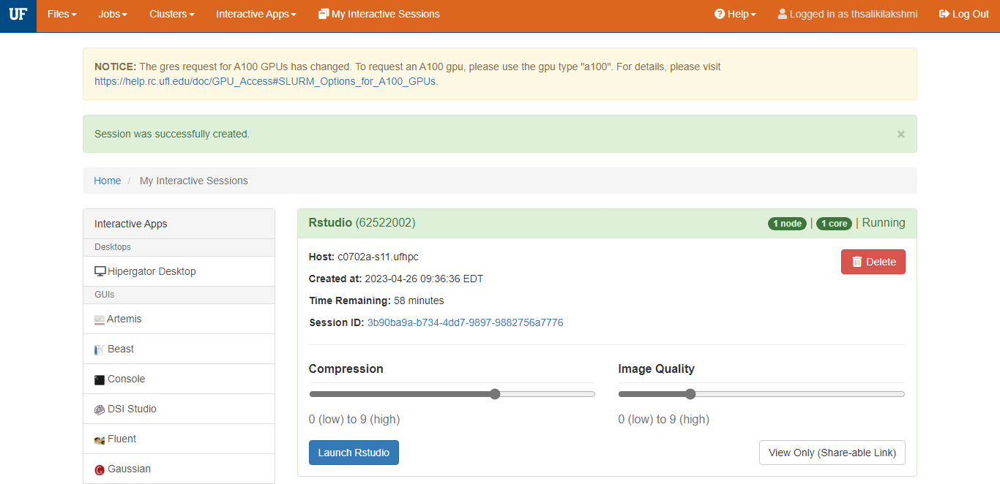 UF Files Jobs Clusters Interactive Apps My Interactive Sessions Help Logged in as thsalikilakshmi Log Out
NOTICE: The gres request for A100 GPUs has changed. To request an A100 gpu, please use the gpu type "a100". For details, please visit
https://help.rc.ufl.edu/doc/GPU_Access#SLURM_Options_for_A100_GPUs.
Session was successfully created. ×
Home / My Interactive Sessions
Interactive Apps
Desktops
Hipergator Desktop
GUIs
Artemis
Beast
Console
DSI Studio
Fluent
Gaussian
Rstudio (62522002) 1 node | 1 core | Running
Host: c0702a-s11.ufhpc
Delete
Created at: 2023-04-26 09:36:36 EDT
Time Remaining: 58 minutes
Session ID: 3b90ba9a-b734-4dd7-9897-9882756a7776
Compression
0 (low) to 9 (high)
Image Quality
0 (low) to 9 (high)
Launch Rstudio
View Only (Share-able Link)